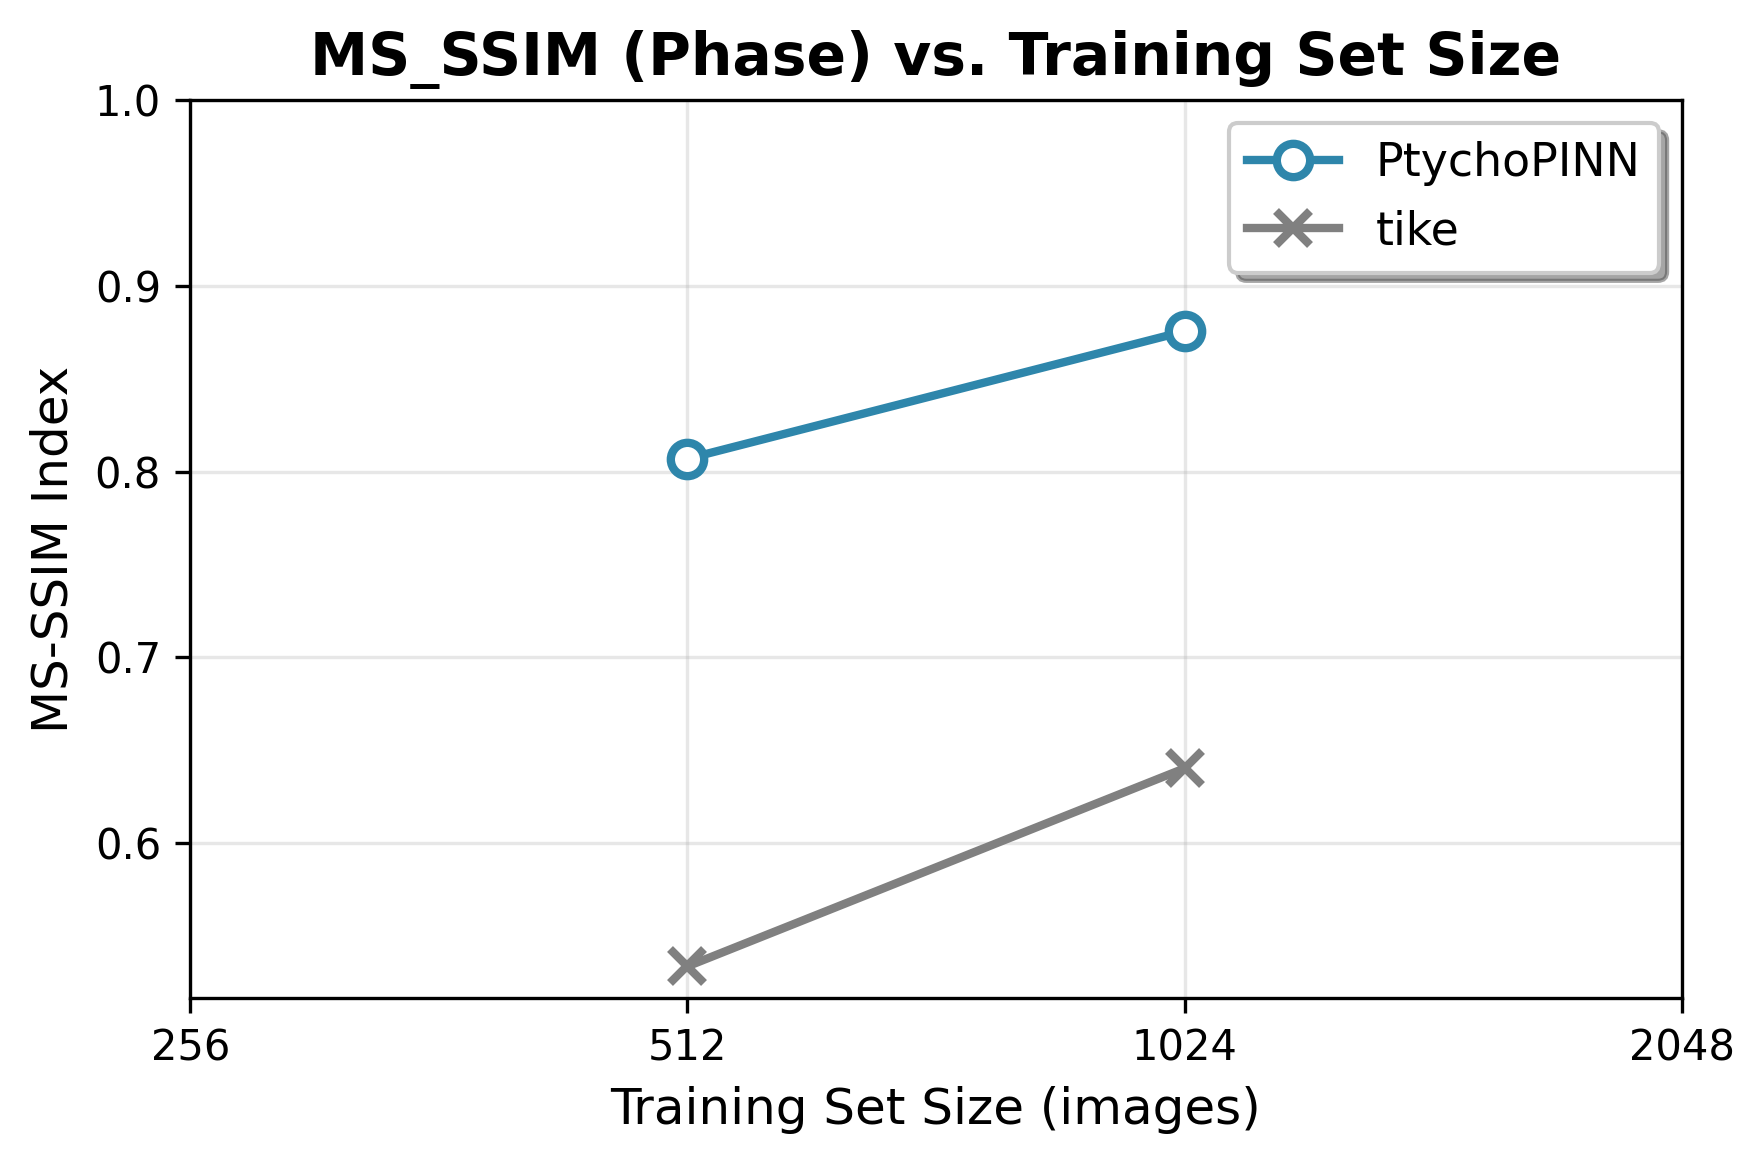 MS_SSIM (Phase) vs. Training Set Size
1.0
0.9
0.8
0.7
0.6
MS-SSIM Index
PtychoPINN
tike
256 512 1024 2048
Training Set Size (images)